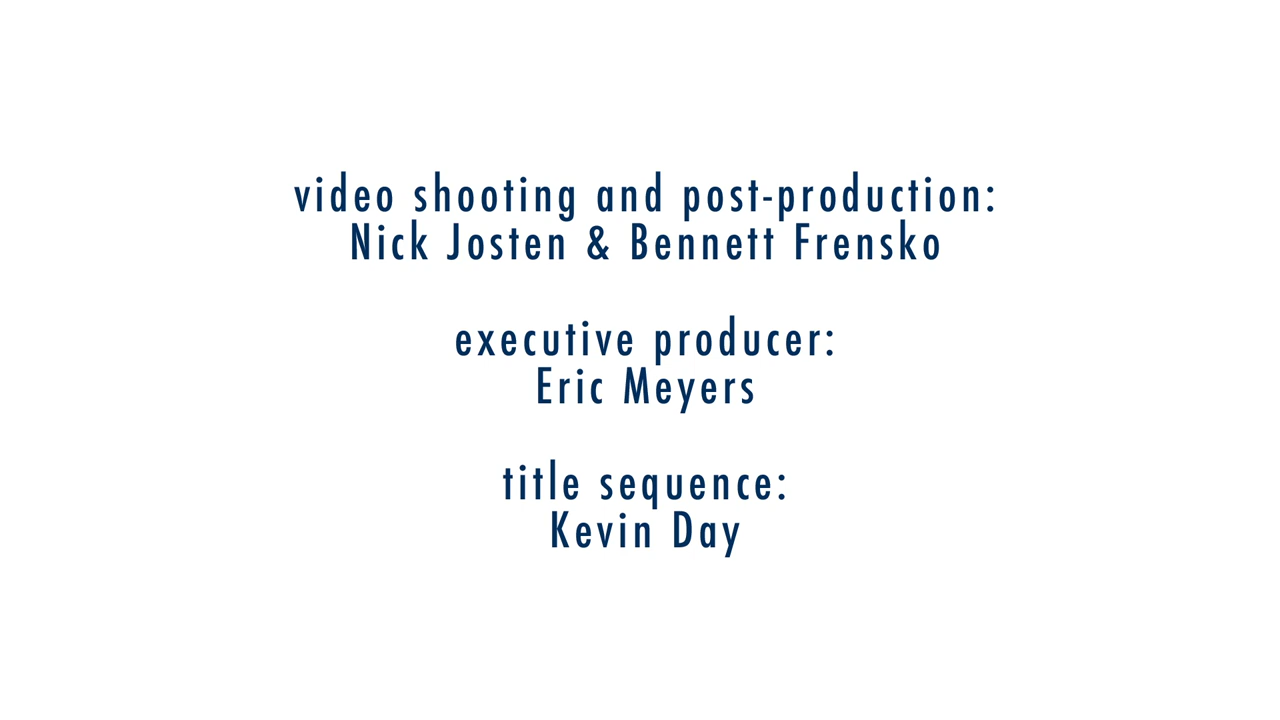 video shooting and post-production:
Nick Josten & Bennett Frensko
executive producer:
Eric Meyers
title sequence:
Kevin Day